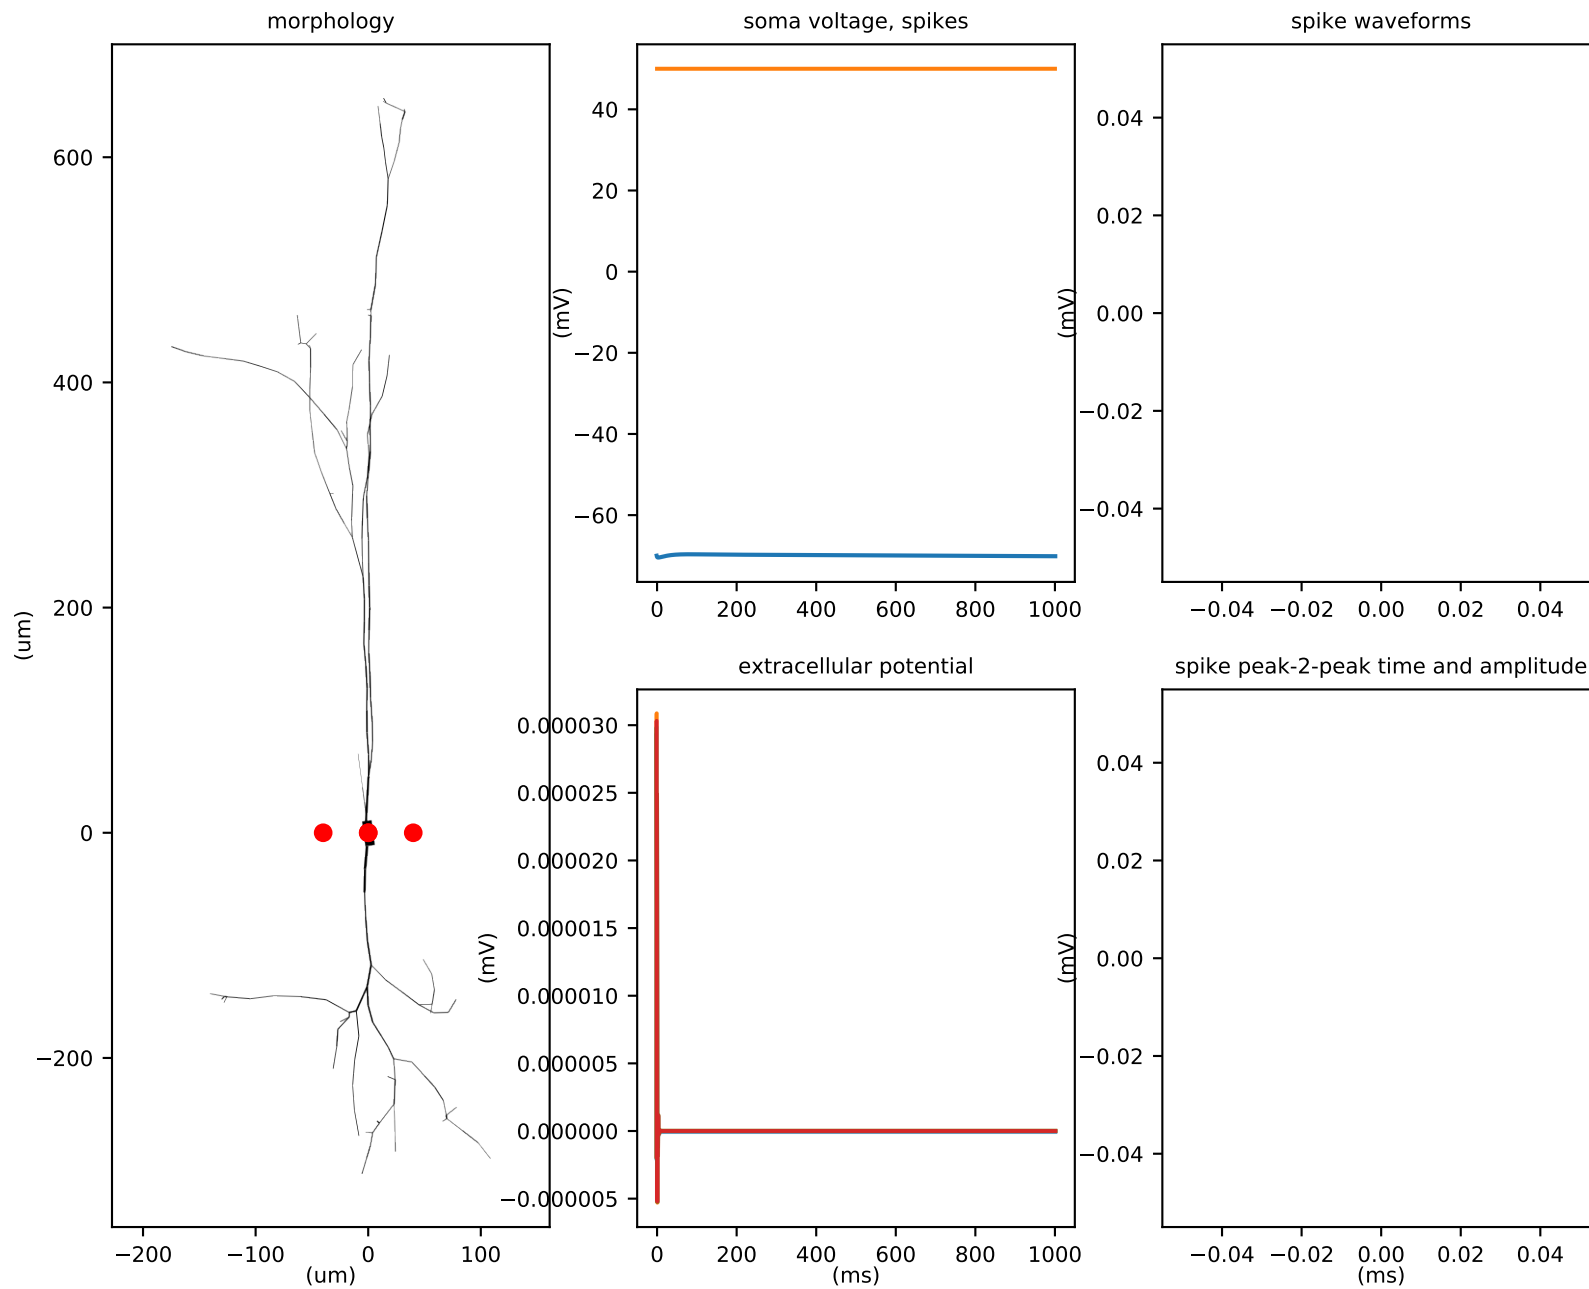 morphology
600
400
200
0
−200
(um)
−200 −100 0 100
(um)
soma voltage, spikes
40
20
0
−20
−40
−60
(mV)
0 200 400 600 800 1000
spike waveforms
0.04
0.02
0.00
−0.02
−0.04
(mV)
−0.04 −0.02 0.00 0.02 0.04
extracellular potential
0.000030
0.000025
0.000020
0.000015
0.000010
0.000005
0.000000
−0.000005
(mV)
0 200 400 600 800 1000
(ms)
spike peak-2-peak time and amplitude
0.04
0.02
0.00
−0.02
−0.04
(mV)
−0.04 −0.02 0.00 0.02 0.04
(ms)